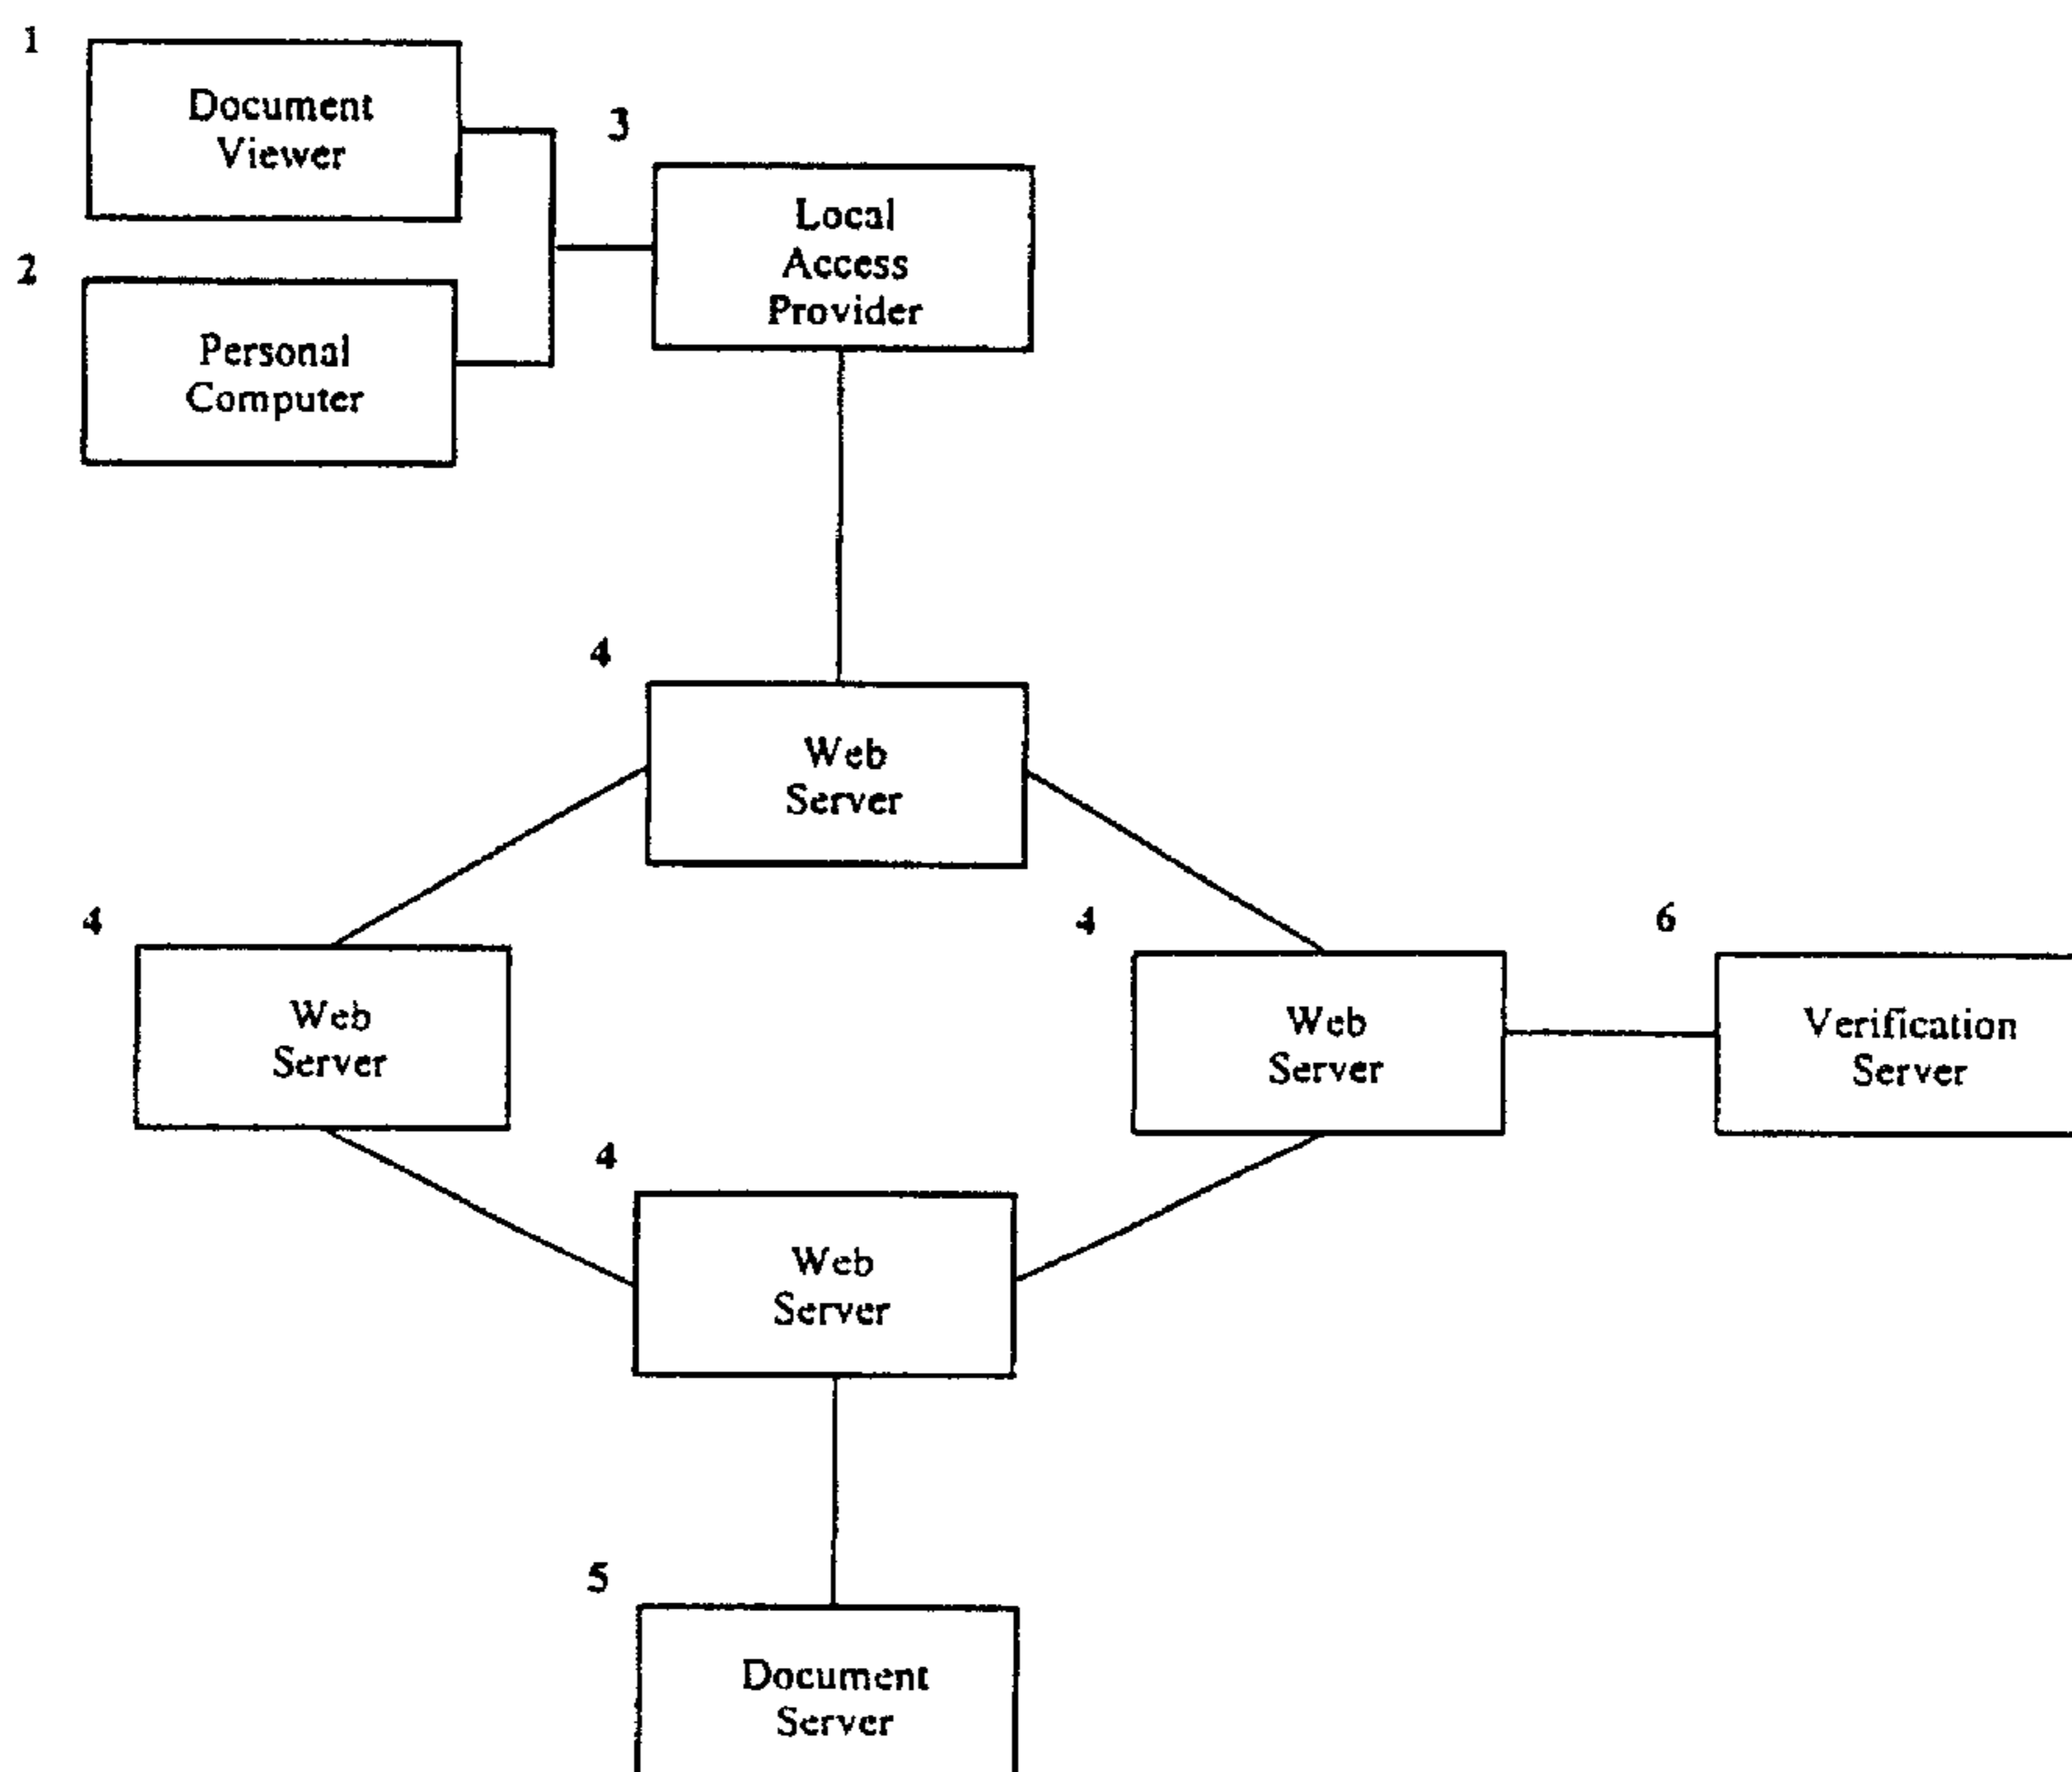 1
Document
Viewer
3
Local
Access
Provider
2
Personal
Computer
4
Web
Server
4
Web
Server
4
Web
Server
6
Verification
Server
4
Web
Server
5
Document
Server